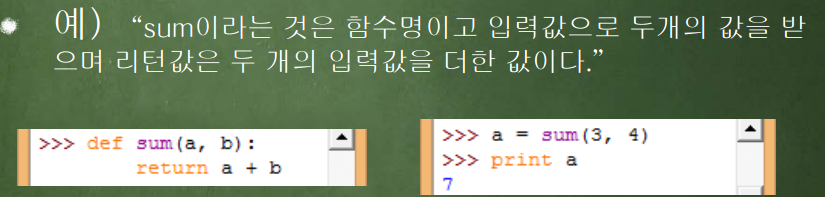 예) “sum이라는 것은 함수명이고 입력값으로 두개의 값을 받
으며 리턴값은 두 개의 입력값을 더한 값이다.”
>>> def sum(a, b):
        return a + b
>>> a = sum(3, 4)
>>> print a
7